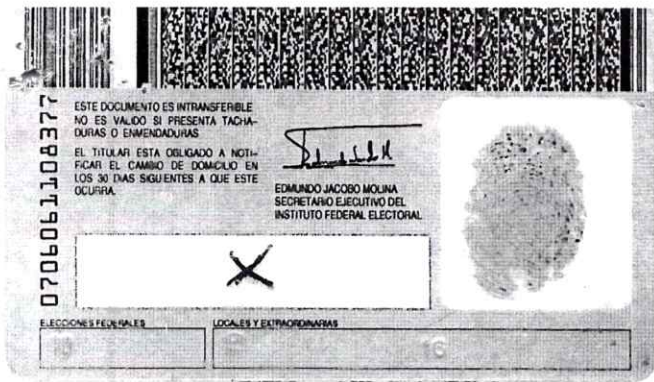 0706061108377
ESTE DOCUMENTO ES INTRANSFERIBLE
NO ES VALIDO SI PRESENTA TACHA-
DURAS O ENMENDADURAS
EL TITULAR ESTA OBLIGADO A NOTI-
FICAR EL CAMBIO DE DOMICILIO EN
LOS 30 DIAS SIGUIENTES A QUE ESTE
OCURRA.
EDMUNDO JACOBO MOLINA
SECRETARIO EJECUTIVO DEL
INSTITUTO FEDERAL ELECTORAL
X
ELECCIONES FEDERALES
LOCALES Y EXTRAORDINARIAS